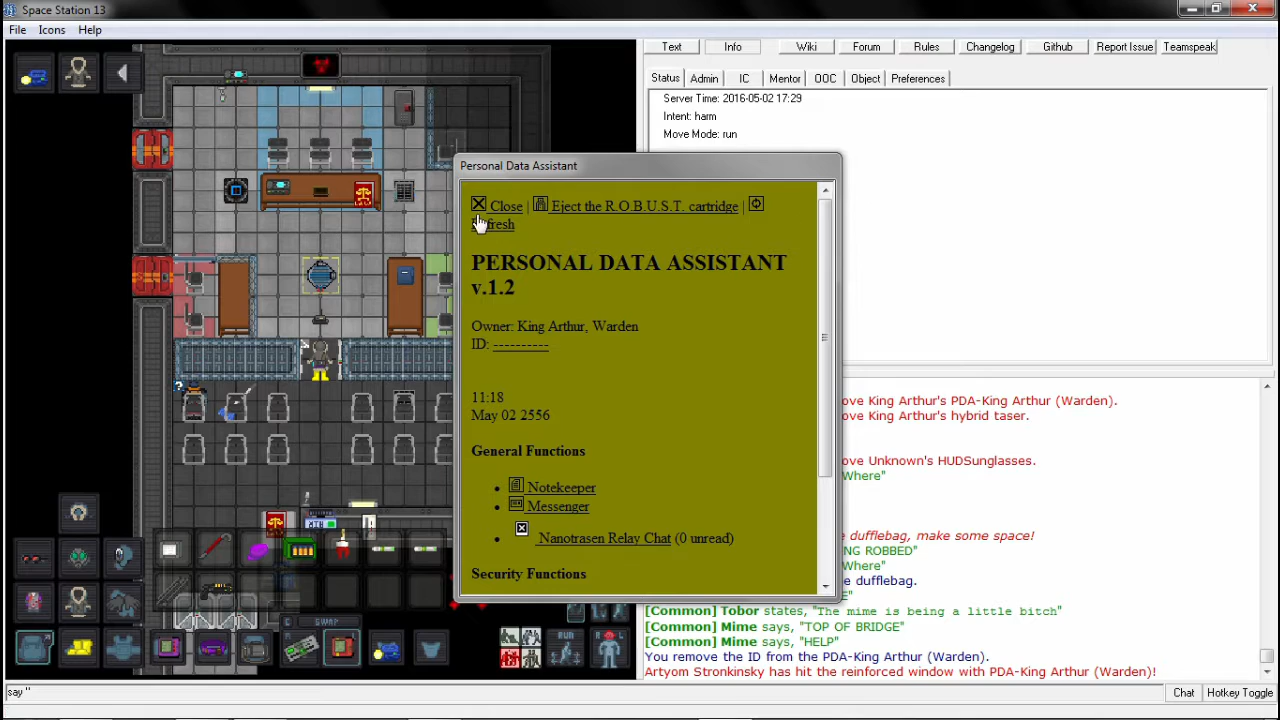 Space Station 13
File Icons Help
Text Info Wiki Forum Rules Changelog Github Report Issue Teamspeak
Status Admin IC Mentor OOC Object Preferences
Server Time: 2016-05-02 17:29
Intent: harm
Move Mode: run
Personal Data Assistant
Close | Eject the R.O.B.U.S.T. cartridge |
PERSONAL DATA ASSISTANT
v.1.2
Owner: King Arthur, Warden
ID: ----------
11:18
May 02 2556
General Functions
Notekeeper
Messenger
Nanotrasen Relay Chat (0 unread)
Security Functions
ove King Arthur's PDA-King Arthur (Warden).
ove King Arthur's hybrid taser.
ove Unknown's HUDSunglasses.
Where"
dufflebag, make some space!
NG ROBBED"
Where"
e dufflebag.
E"
[Common] Tobor states, "The mime is being a little bitch"
[Common] Mime says, "TOP OF BRIDGE"
[Common] Mime says, "HELP"
You remove the ID from the PDA-King Arthur (Warden).
Artyom Stronkinsky has hit the reinforced window with PDA-King Arthur (Warden)!
SWAP
RUN
say "
Chat Hotkey Toggle